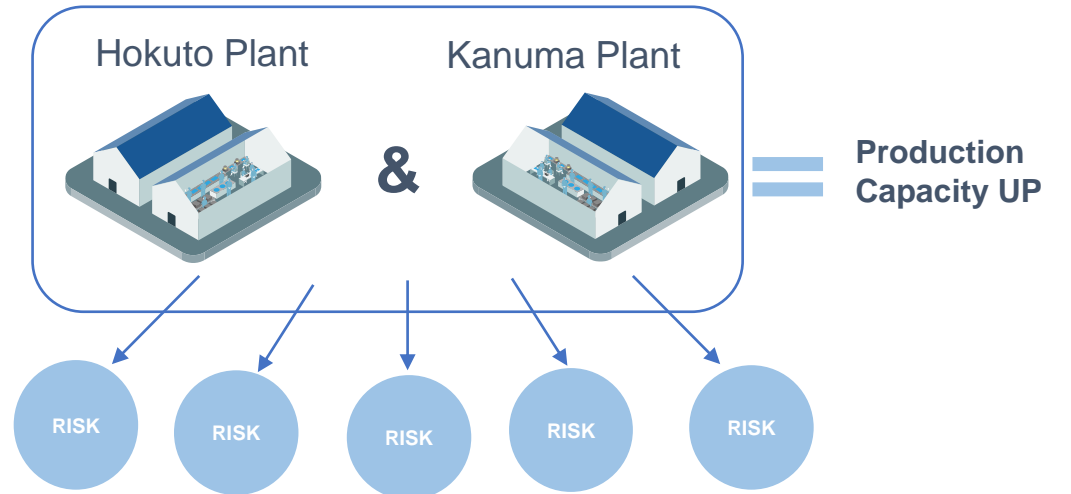 Hokuto Plant
Kanuma Plant
&
Production
Capacity UP
RISK
RISK
RISK
RISK
RISK